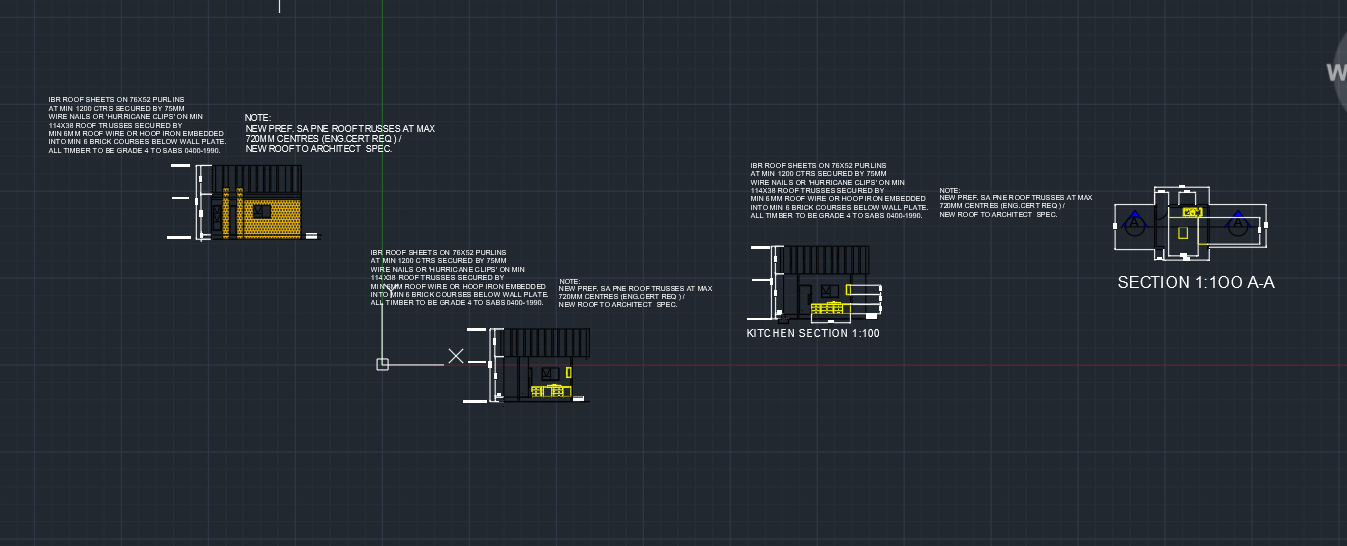 IBR ROOF SHEETS ON 76X52 PURLINS
AT MIN 1200 CTRS SECURED BY 75MM
WIRE NAILS OR 'HURRICANE CLIPS' ON MIN
114X38 ROOF TRUSSES SECURED BY
MIN 6MM ROOF WIRE OR HOOP IRON EMBEDDED
INTO MIN 6 BRICK COURSES BELOW WALL PLATE.
ALL TIMBER TO BE GRADE 4 TO SABS 0400-1990.
NOTE:
NEW PREF. SA PNE ROOF TRUSSES AT MAX
720MM CENTRES (ENG.CERT REQ ) /
NEW ROOF TO ARCHITECT SPEC.
IBR ROOF SHEETS ON 76X52 PURLINS
AT MIN 1200 CTRS SECURED BY 75MM
WIRE NAILS OR 'HURRICANE CLIPS' ON MIN
114X38 ROOF TRUSSES SECURED BY
MIN 6MM ROOF WIRE OR HOOP IRON EMBEDDED
INTO MIN 6 BRICK COURSES BELOW WALL PLATE.
ALL TIMBER TO BE GRADE 4 TO SABS 0400-1990.
NOTE:
NEW PREF. SA PNE ROOF TRUSSES AT MAX
720MM CENTRES (ENG.CERT REQ ) /
NEW ROOF TO ARCHITECT SPEC.
IBR ROOF SHEETS ON 76X52 PURLINS
AT MIN 1200 CTRS SECURED BY 75MM
WIRE NAILS OR 'HURRICANE CLIPS' ON MIN
114X38 ROOF TRUSSES SECURED BY
MIN 6MM ROOF WIRE OR HOOP IRON EMBEDDED
INTO MIN 6 BRICK COURSES BELOW WALL PLATE.
ALL TIMBER TO BE GRADE 4 TO SABS 0400-1990.
NOTE:
NEW PREF. SA PNE ROOF TRUSSES AT MAX
720MM CENTRES (ENG.CERT REQ ) /
NEW ROOF TO ARCHITECT SPEC.
KITCHEN SECTION 1:100
A
A
SECTION 1:100 A-A
W
X
Y